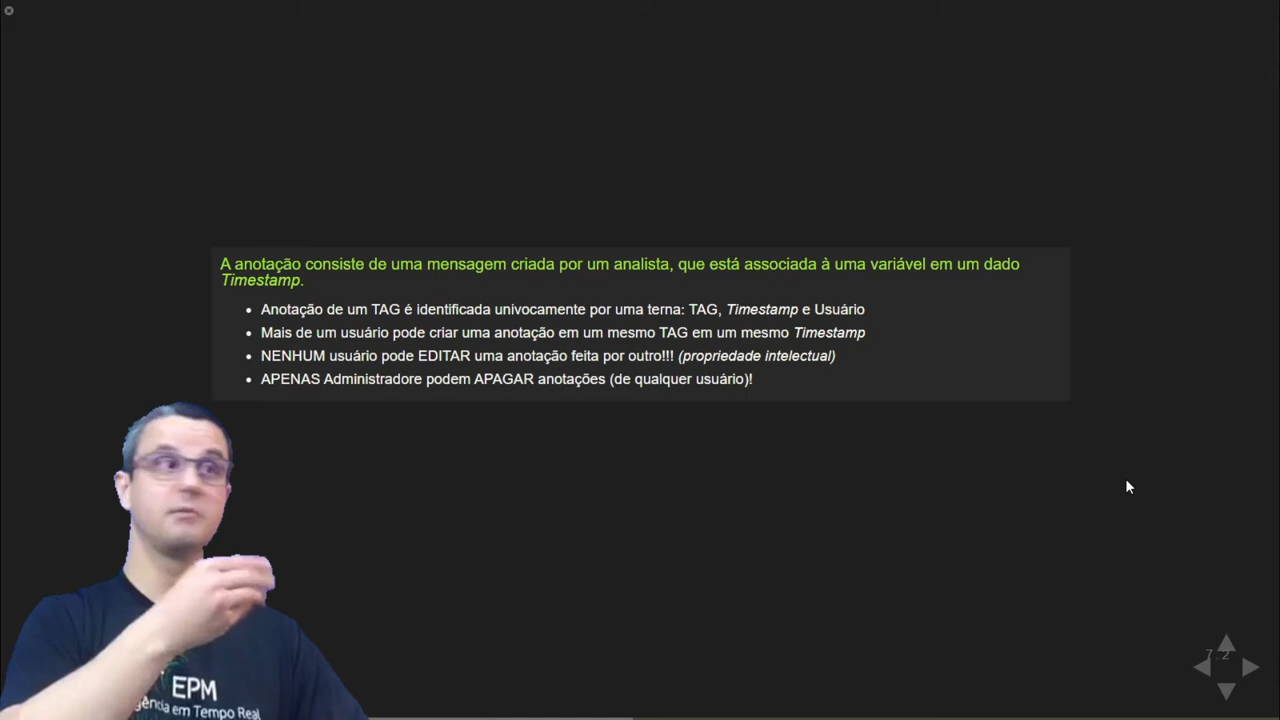 A anotação consiste de uma mensagem criada por um analista, que está associada à uma variável em um dado
Timestamp.
Anotação de um TAG é identificada univocamente por uma terna: TAG, Timestamp e Usuário
Mais de um usuário pode criar uma anotação em um mesmo TAG em um mesmo Timestamp
NENHUM usuário pode EDITAR uma anotação feita por outro!!! (propriedade intelectual)
APENAS Administradore podem APAGAR anotações (de qualquer usuário)!
7.2
EPM
em Tempo Real